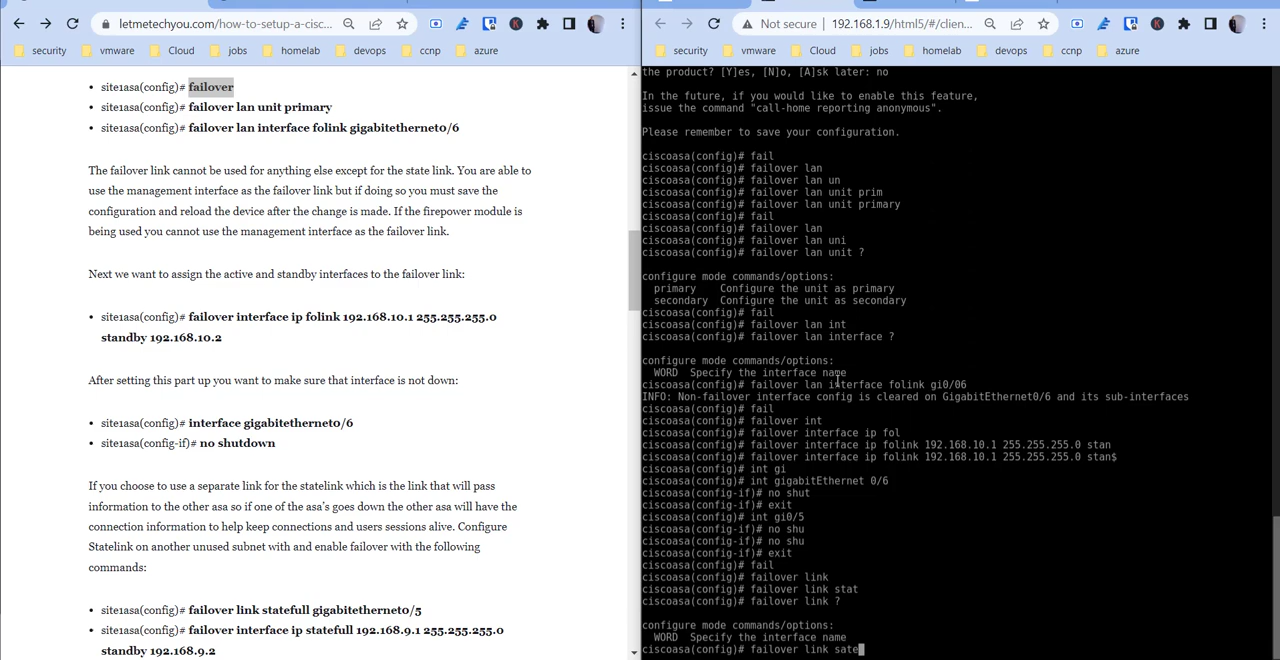 letmetechyou.com/how-to-setup-a-cisc...
security vmware Cloud jobs homelab devops ccnp azure
• site1asa(config)# failover
• site1asa(config)# failover lan unit primary
• site1asa(config)# failover lan interface folink gigabitethernet0/6
The failover link cannot be used for anything else except for the state link. You are able to
use the management interface as the failover link but if doing so you must save the
configuration and reload the device after the change is made. If the firepower module is
being used you cannot use the management interface as the failover link.
Next we want to assign the active and standby interfaces to the failover link:
• site1asa(config)# failover interface ip folink 192.168.10.1 255.255.255.0
standby 192.168.10.2
After setting this part up you want to make sure that interface is not down:
• site1asa(config)# interface gigabitethernet0/6
• site1asa(config-if)# no shutdown
If you choose to use a separate link for the statelink which is the link that will pass
information to the other asa so if one of the asa's goes down the other asa will have the
connection information to help keep connections and users sessions alive. Configure
Statelink on another unused subnet with and enable failover with the following
commands:
• site1asa(config)# failover link statefull gigabitethernet0/5
• site1asa(config)# failover interface ip statefull 192.168.9.1 255.255.255.0
standby 192.168.9.2
Not secure 192.168.1.9/html5/#/clien...
security vmware Cloud jobs homelab devops ccnp azure
the product? [Y]es, [N]o, [A]sk later: no
In the future, if you would like to enable this feature,
issue the command "call-home reporting anonymous".
Please remember to save your configuration.
ciscoasa(config)# fail
ciscoasa(config)# failover lan
ciscoasa(config)# failover lan un
ciscoasa(config)# failover lan unit prim
ciscoasa(config)# failover lan unit primary
ciscoasa(config)# fail
ciscoasa(config)# failover lan
ciscoasa(config)# failover lan uni
ciscoasa(config)# failover lan unit ?
configure mode commands/options:
primary Configure the unit as primary
secondary Configure the unit as secondary
ciscoasa(config)# fail
ciscoasa(config)# failover lan int
ciscoasa(config)# failover lan interface ?
configure mode commands/options:
WORD Specify the interface name
ciscoasa(config)# failover lan interface folink gi0/06
INFO: Non-failover interface config is cleared on GigabitEthernet0/6 and its sub-interfaces
ciscoasa(config)# fail
ciscoasa(config)# failover int
ciscoasa(config)# failover interface ip fol
ciscoasa(config)# failover interface ip folink 192.168.10.1 255.255.255.0 stan
ciscoasa(config)# failover interface ip folink 192.168.10.1 255.255.255.0 stan$
ciscoasa(config)# int gi
ciscoasa(config)# int gigabitEthernet 0/6
ciscoasa(config-if)# no shut
ciscoasa(config-if)# exit
ciscoasa(config)# int gi0/5
ciscoasa(config-if)# no shu
ciscoasa(config-if)# no shu
ciscoasa(config-if)# exit
ciscoasa(config)# fail
ciscoasa(config)# failover link
ciscoasa(config)# failover link stat
ciscoasa(config)# failover link ?
configure mode commands/options:
WORD Specify the interface name
ciscoasa(config)# failover link sate